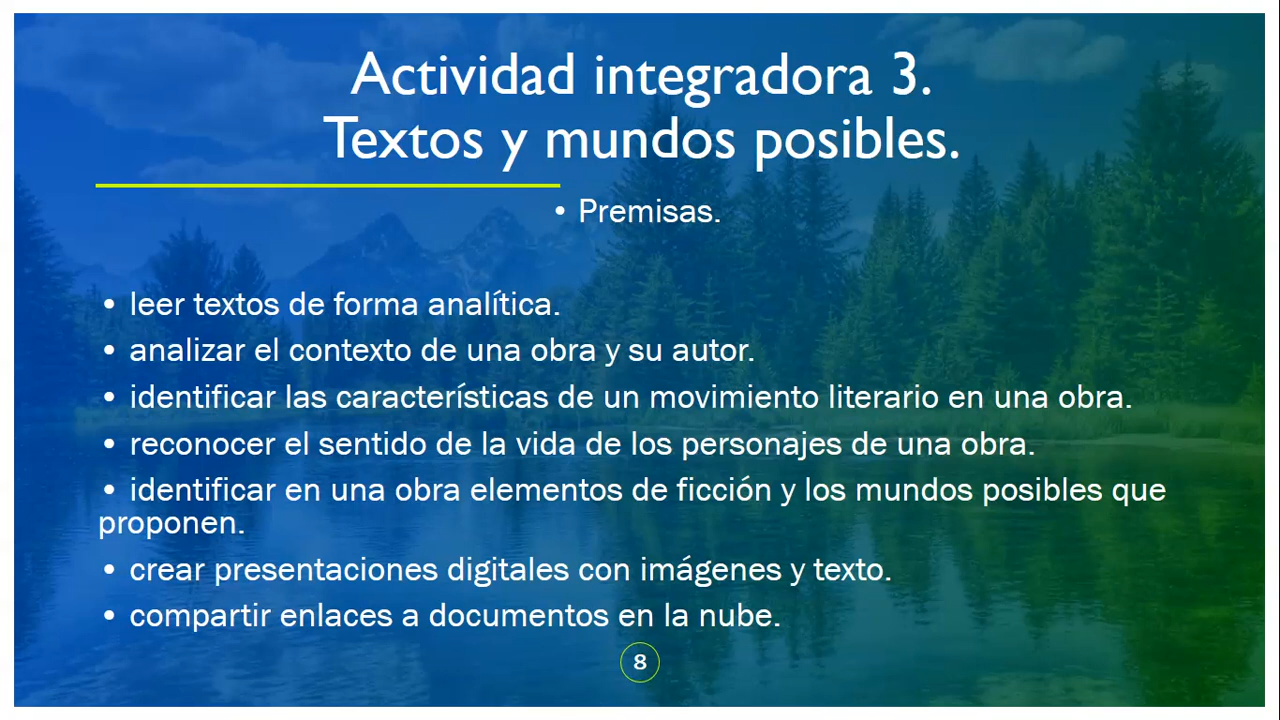 Actividad integradora 3.
Textos y mundos posibles.
• Premisas.
• leer textos de forma analítica.
• analizar el contexto de una obra y su autor.
• identificar las características de un movimiento literario en una obra.
• reconocer el sentido de la vida de los personajes de una obra.
• identificar en una obra elementos de ficción y los mundos posibles que
proponen.
• crear presentaciones digitales con imágenes y texto.
• compartir enlaces a documentos en la nube.
8